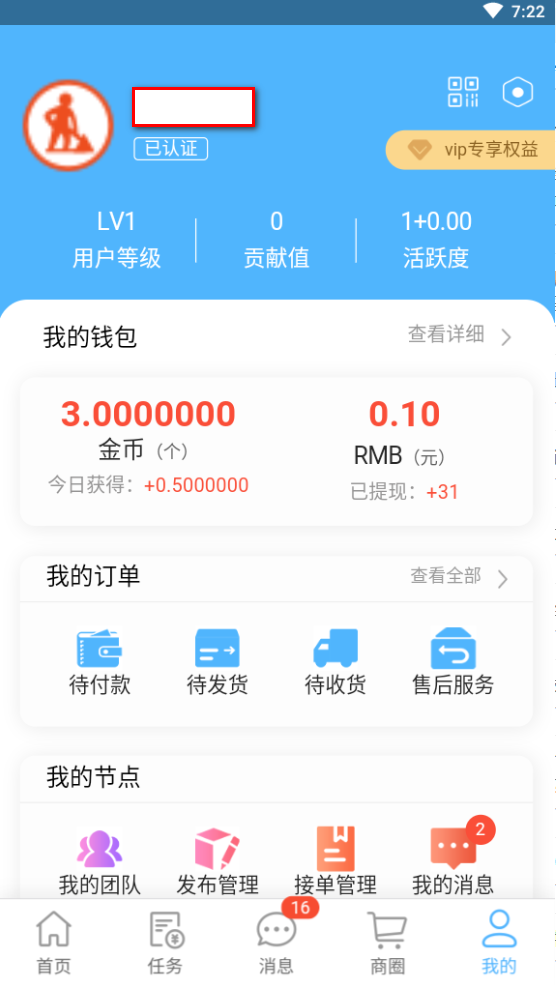 7:22
已认证
vip专享权益
LV1 0 1+0.00
用户等级 贡献值 活跃度
我的钱包 查看详细
3.0000000 0.10
金币（个） RMB（元）
今日获得：+0.5000000 已提现：+31
我的订单 查看全部
待付款 待发货 待收货 售后服务
我的节点
2
我的团队 发布管理 接单管理 我的消息
16
首页 任务 消息 商圈 我的